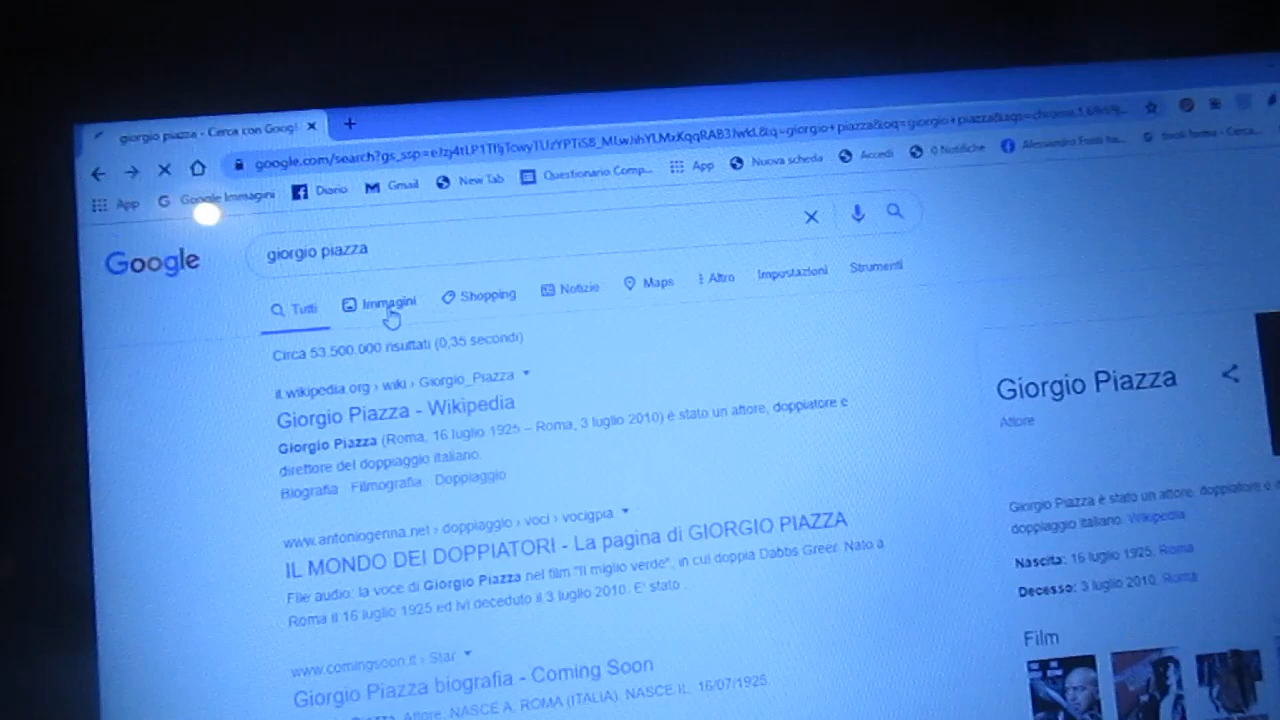 giorgio piazza - Cerca con Goog
App Google Immagini Diario Gmail New Tab Questionario Comp... App Nuova scheda Accedi 0 Notifiche
Google
giorgio piazza
Tutti Immagini Shopping Notizie Maps Altro Impostazioni Strumenti
Circa 53.500.000 risultati (0,35 secondi)
it.wikipedia.org › wiki › Giorgio_Piazza
Giorgio Piazza - Wikipedia
Giorgio Piazza (Roma, 16 luglio 1925 – Roma, 3 luglio 2010) è stato un attore, doppiatore e
direttore del doppiaggio italiano.
Biografia Filmografia Doppiaggio
www.antoniogenna.net › doppiaggio › voci › vocigpia
IL MONDO DEI DOPPIATORI - La pagina di GIORGIO PIAZZA
File audio: la voce di Giorgio Piazza nel film "Il miglio verde", in cui doppia Dabbs Greer. Nato a
Roma il 16 luglio 1925 ed ivi deceduto il 3 luglio 2010. E' stato
www.comingsoon.it › Star
Giorgio Piazza biografia - Coming Soon
Attore. NASCE A: ROMA (ITALIA). NASCE IL: 16/07/1925.
Giorgio Piazza
Attore
Giorgio Piazza è stato un attore, doppiatore e
doppiaggio italiano. Wikipedia
Nascita: 16 luglio 1925, Roma
Decesso: 3 luglio 2010, Roma
Film